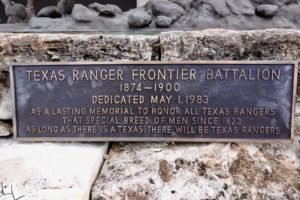 TEXAS RANGER FRONTIER BATTALION
1874—1900
DEDICATED MAY 1, 1983
AS A LASTING MEMORIAL TO HONOR ALL TEXAS RANGERS
THAT SPECIAL BREED OF MEN SINCE 1823
AS LONG AS THERE IS A TEXAS, THERE WILL BE TEXAS RANGERS